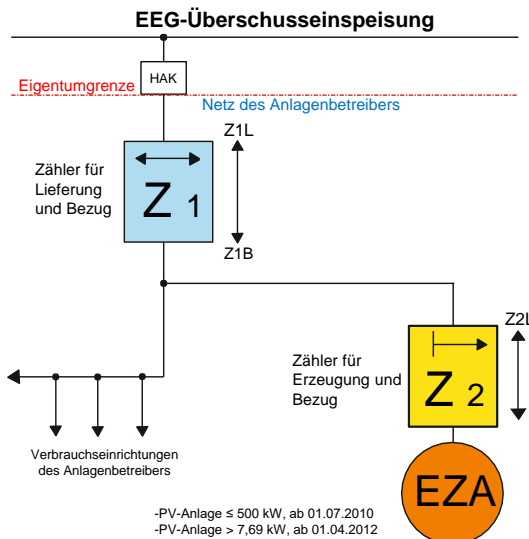 EEG-Überschusseinspeisung
HAK
Eigentumgrenze
Netz des Anlagenbetreibers
Z1L
Zähler für
Lieferung
und Bezug
Z 1
Z1B
Z2L
Zähler für
Erzeugung und
Bezug
Z 2
Verbrauchseinrichtungen
des Anlagenbetreibers
EZA
-PV-Anlage ≤ 500 kW, ab 01.07.2010
-PV-Anlage > 7,69 kW, ab 01.04.2012